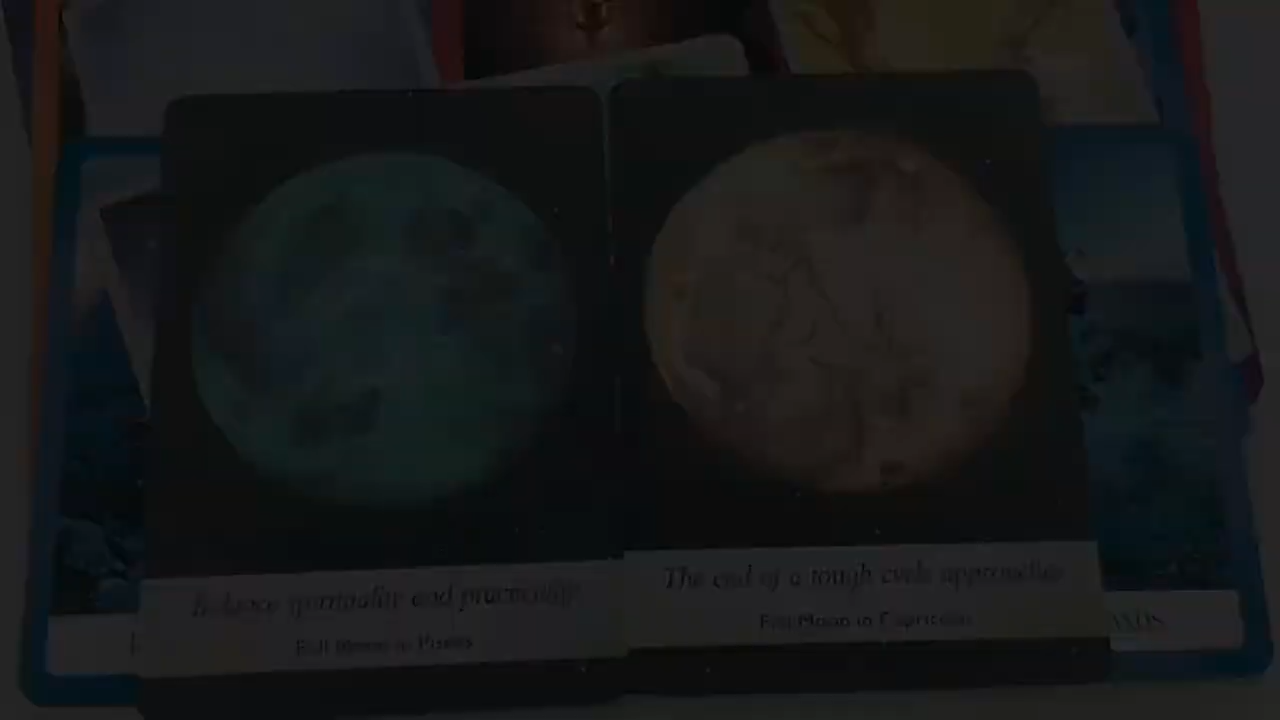 Balance spirituality and practicality
Full Moon in Pisces
The end of a tough cycle approaches
Full Moon in Capricorn